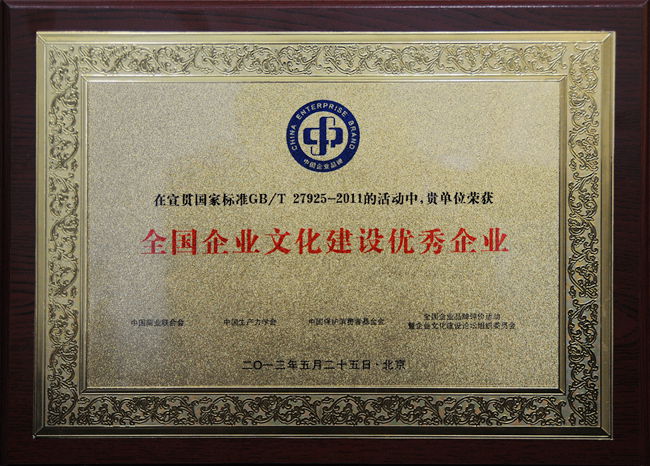 CHINA ENTERPRISE BRAND
中国企业品牌
在宣贯国家标准GB/T 27925-2011的活动中,贵单位荣获
全国企业文化建设优秀企业
中国商业联合会 中国生产力学会 中国保护消费者基金会 全国企业品牌评价活动
暨企业文化建设论坛组织委员会
二〇一三年五月二十五日·北京